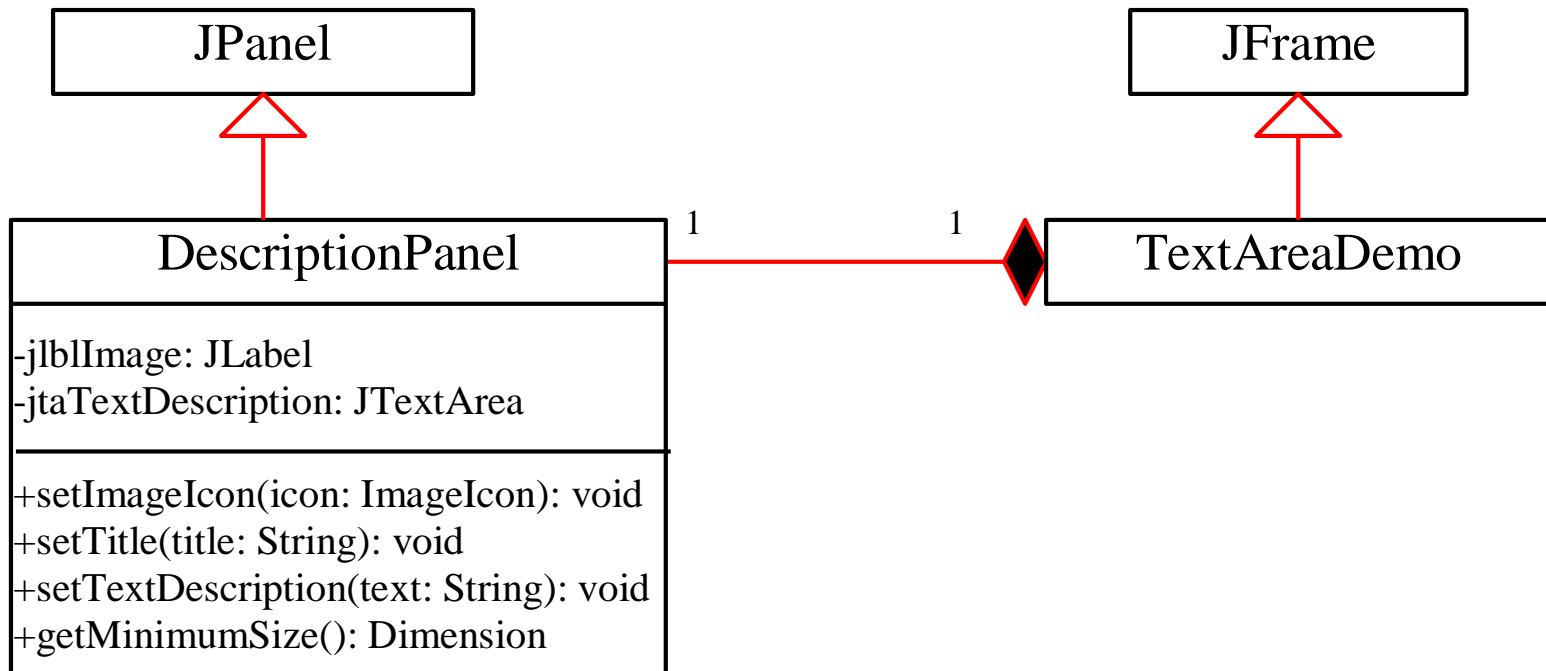 JPanel
JFrame
DescriptionPanel
1
1
TextAreaDemo
-jlblImage: JLabel
-jtaTextDescription: JTextArea
+setImageIcon(icon: ImageIcon): void
+setTitle(title: String): void
+setTextDescription(text: String): void
+getMinimumSize(): Dimension